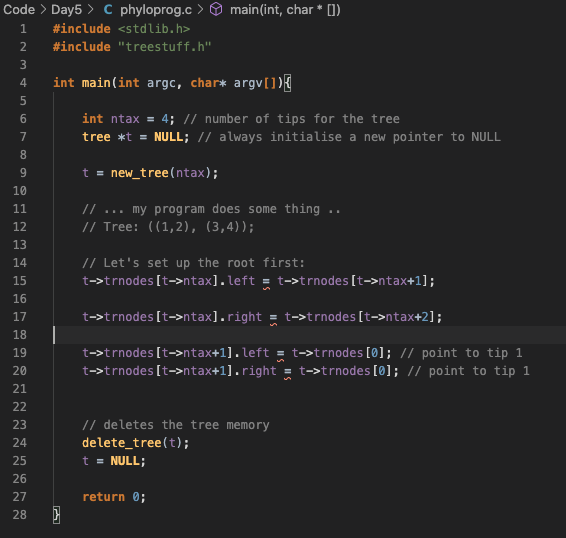 Code > Day5 > C phyloprog.c > main(int, char * [])
1 #include <stdlib.h>
2 #include "treestuff.h"
3
4 int main(int argc, char* argv[]){
5
6 int ntax = 4; // number of tips for the tree
7 tree *t = NULL; // always initialise a new pointer to NULL
8
9 t = new_tree(ntax);
10
11 // ... my program does some thing ..
12 // Tree: ((1,2), (3,4));
13
14 // Let's set up the root first:
15 t->trnodes[t->ntax].left = t->trnodes[t->ntax+1];
16
17 t->trnodes[t->ntax].right = t->trnodes[t->ntax+2];
18
19 t->trnodes[t->ntax+1].left = t->trnodes[0]; // point to tip 1
20 t->trnodes[t->ntax+1].right = t->trnodes[0]; // point to tip 1
21
22
23 // deletes the tree memory
24 delete_tree(t);
25 t = NULL;
26
27 return 0;
28 }